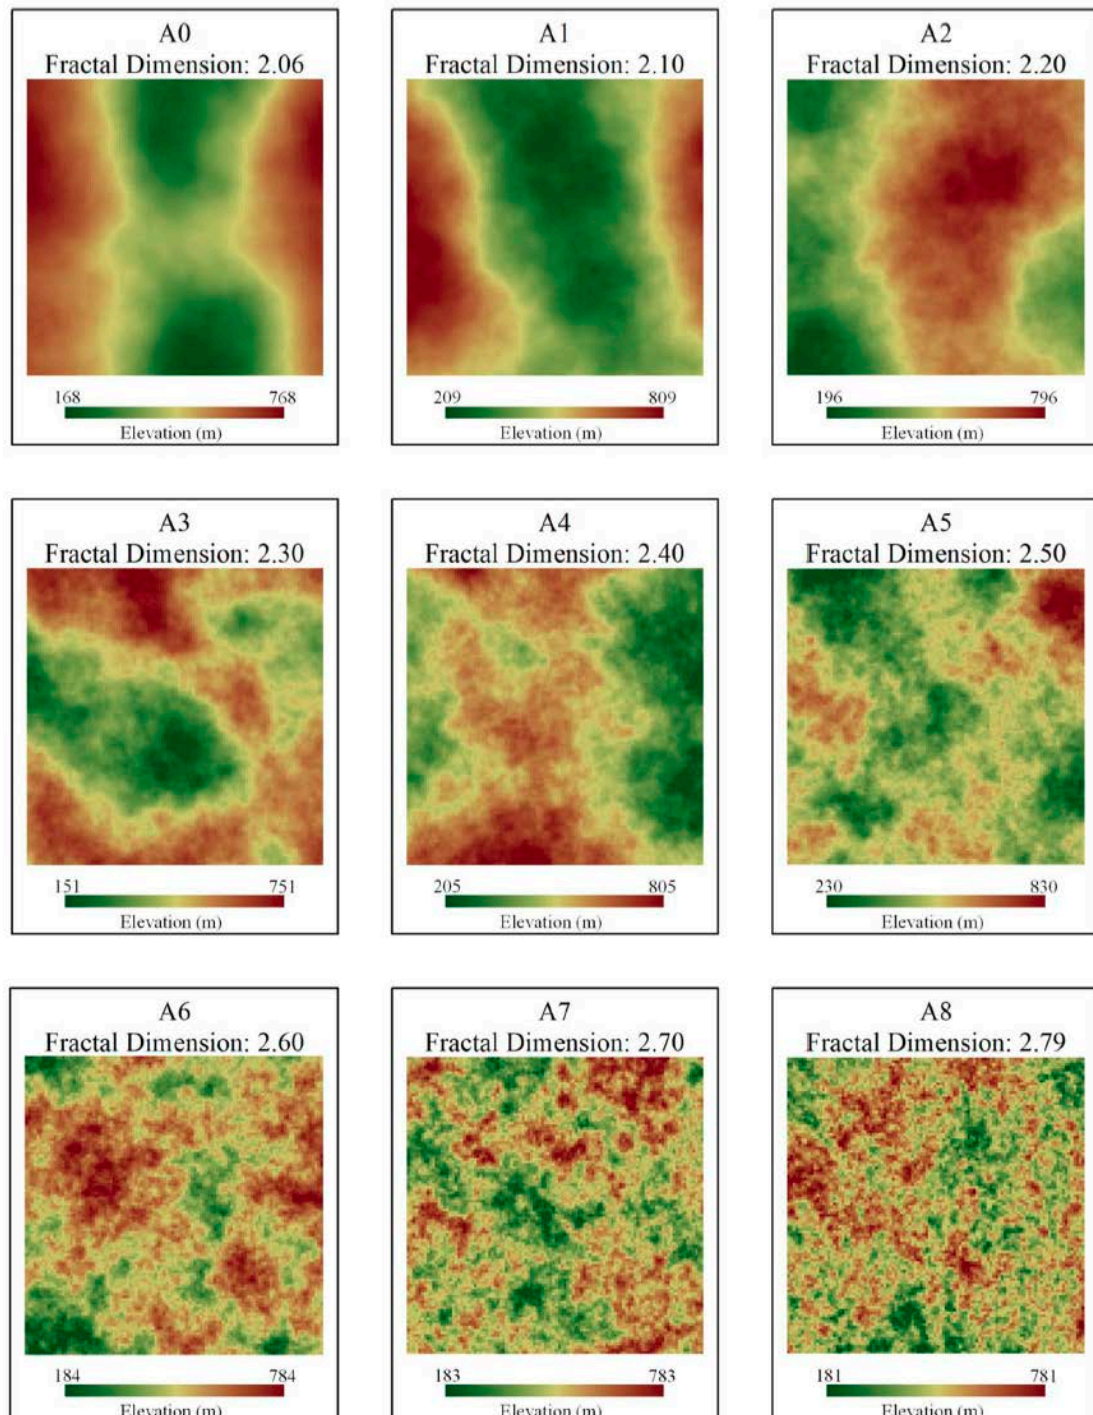 A0
Fractal Dimension: 2.06
168 768
Elevation (m)
A1
Fractal Dimension: 2.10
209 809
Elevation (m)
A2
Fractal Dimension: 2.20
196 796
Elevation (m)
A3
Fractal Dimension: 2.30
151 751
Elevation (m)
A4
Fractal Dimension: 2.40
205 805
Elevation (m)
A5
Fractal Dimension: 2.50
230 830
Elevation (m)
A6
Fractal Dimension: 2.60
184 784
Elevation (m)
A7
Fractal Dimension: 2.70
183 783
Elevation (m)
A8
Fractal Dimension: 2.79
181 781
Elevation (m)